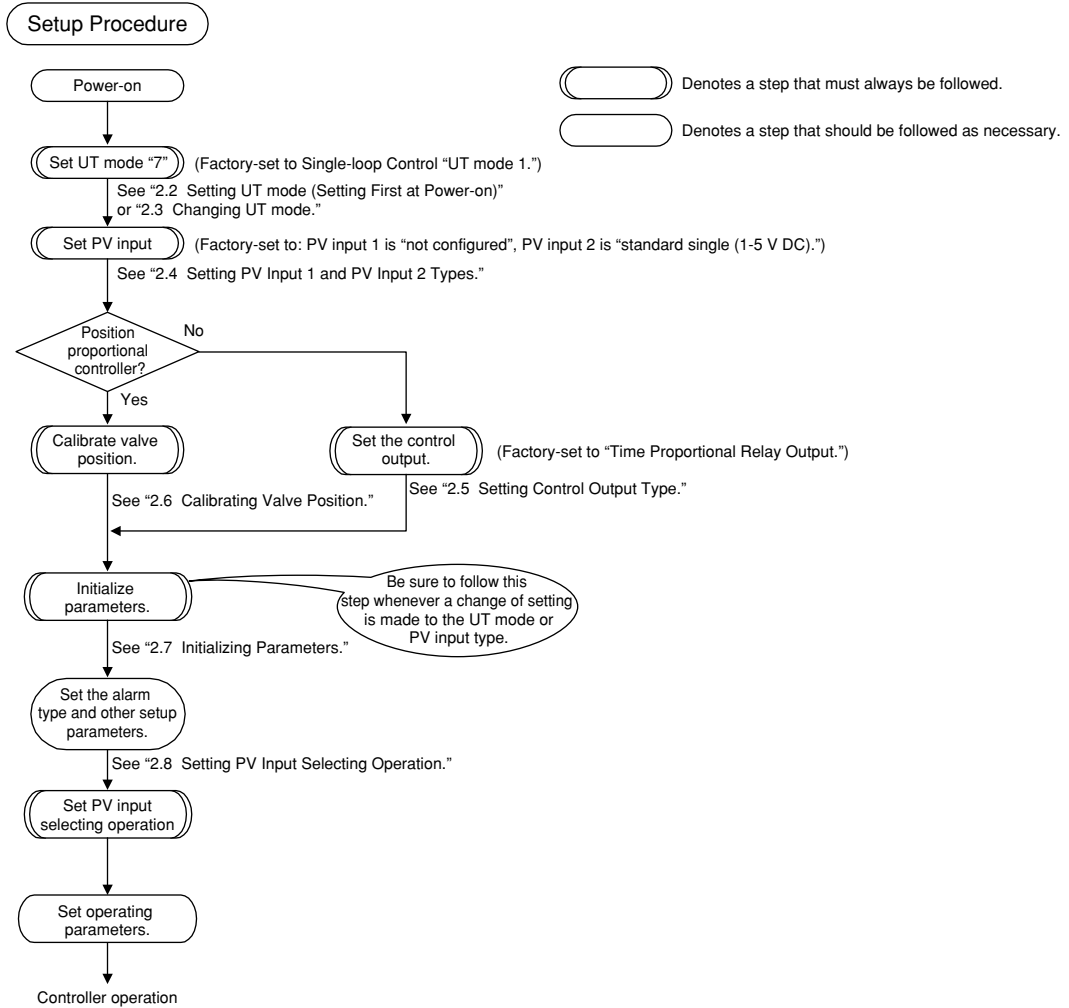 Setup Procedure
Power-on
Denotes a step that must always be followed.
Denotes a step that should be followed as necessary.
Set UT mode “7”
(Factory-set to Single-loop Control “UT mode 1.”)
See “2.2 Setting UT mode (Setting First at Power-on)”
or “2.3 Changing UT mode.”
Set PV input
(Factory-set to: PV input 1 is “not configured”, PV input 2 is “standard single (1-5 V DC).”)
See “2.4 Setting PV Input 1 and PV Input 2 Types.”
Position
proportional
controller?
No
Yes
Calibrate valve
position.
Set the control
output.
(Factory-set to “Time Proportional Relay Output.”)
See “2.6 Calibrating Valve Position.”
See “2.5 Setting Control Output Type.”
Initialize
parameters.
Be sure to follow this
step whenever a change of setting
is made to the UT mode or
PV input type.
See “2.7 Initializing Parameters.”
Set the alarm
type and other setup
parameters.
See “2.8 Setting PV Input Selecting Operation.”
Set PV input
selecting operation
Set operating
parameters.
Controller operation